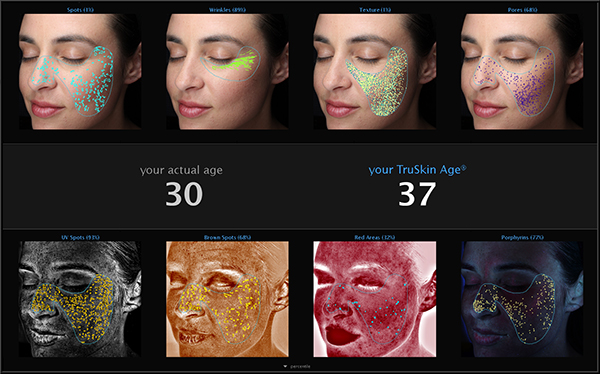 Spots (3%)
Wrinkles (89%)
Texture (1%)
Pores (68%)
your actual age
your TruSkin Age®
30
37
UV Spots (93%)
Brown Spots (68%)
Red Areas (32%)
Porphyrins (77%)
percentile